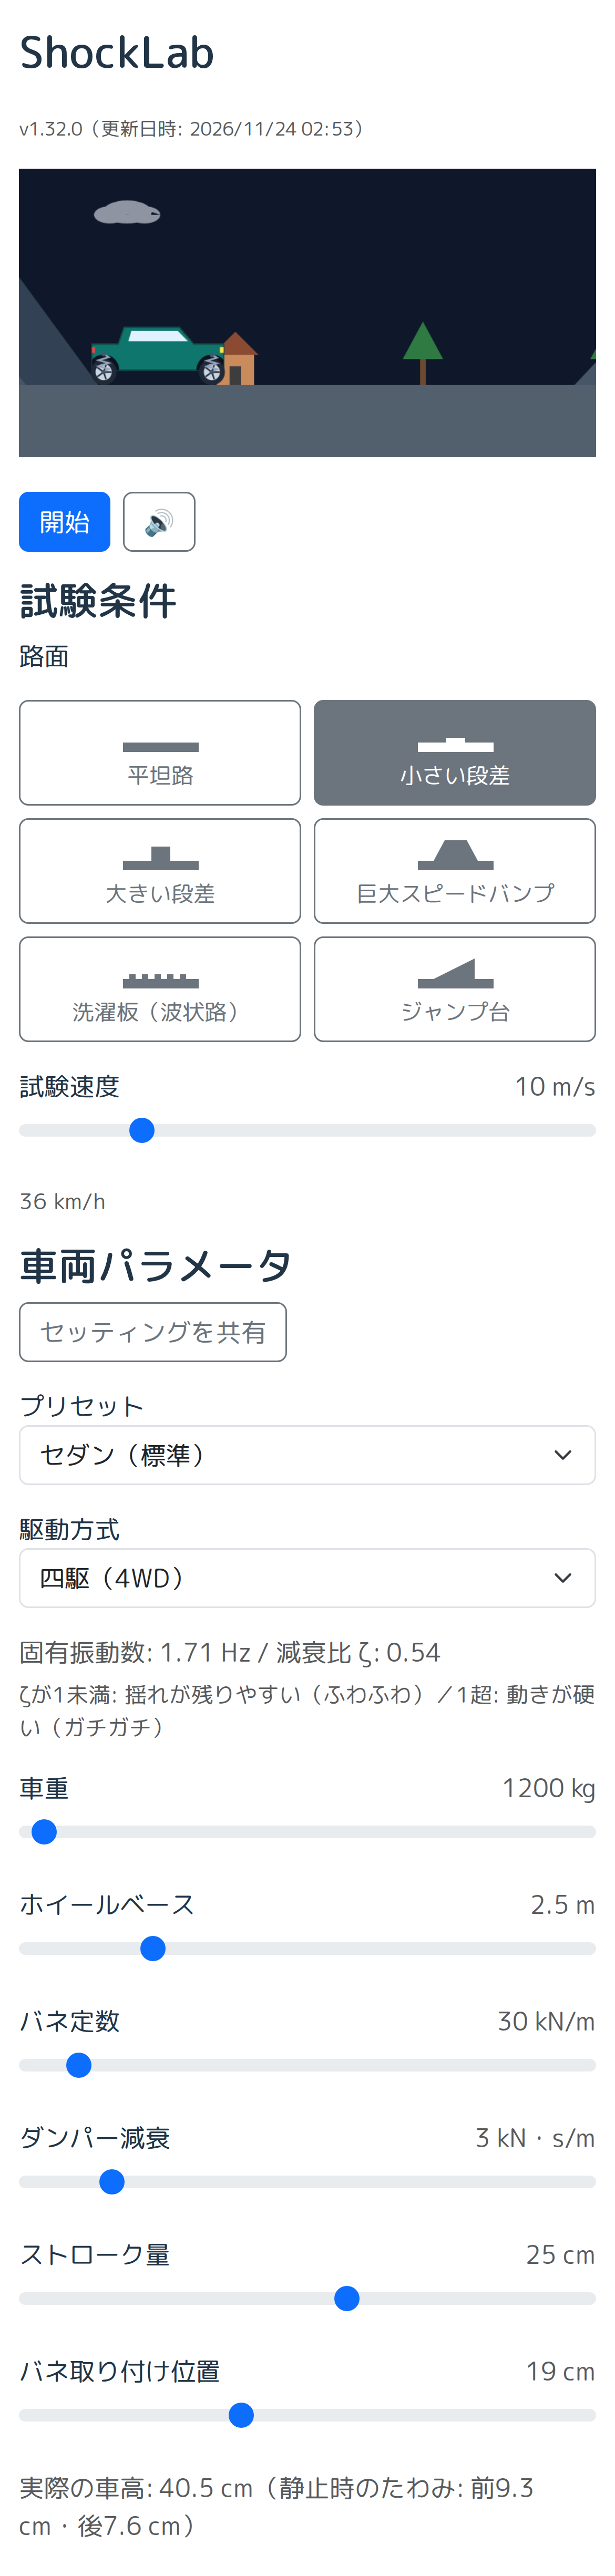 ShockLab
v1.32.0（更新日時: 2026/11/24 02:53）
開始
試験条件
路面
平坦路
小さい段差
大きい段差
巨大スピードバンプ
洗濯板（波状路）
ジャンプ台
試験速度
10 m/s
36 km/h
車両パラメータ
セッティングを共有
プリセット
セダン（標準）
駆動方式
四駆（4WD）
固有振動数: 1.71 Hz / 減衰比 ζ: 0.54
ζが1未満: 揺れが残りやすい（ふわふわ）／1超: 動きが硬
い（ガチガチ）
車重
1200 kg
ホイールベース
2.5 m
バネ定数
30 kN/m
ダンパー減衰
3 kN・s/m
ストローク量
25 cm
バネ取り付け位置
19 cm
実際の車高: 40.5 cm（静止時のたわみ: 前9.3
cm・後7.6 cm）